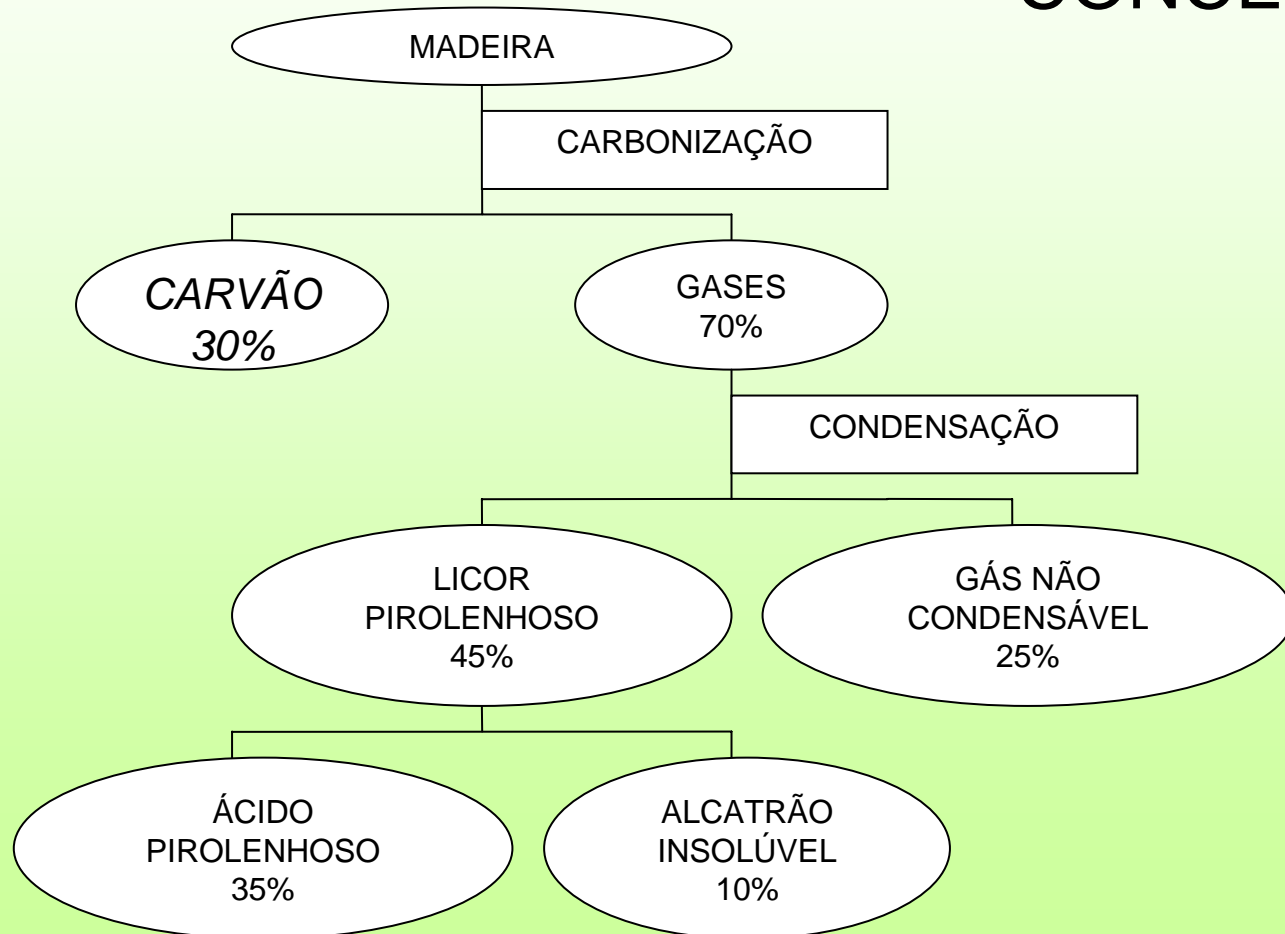 MADEIRA
CARBONIZAÇÃO
CARVÃO
30%
GASES
70%
CONDENSAÇÃO
LICOR
PIROLENHOSO
45%
GÁS NÃO
CONDENSÁVEL
25%
ÁCIDO
PIROLENHOSO
35%
ALCATRÃO
INSOLÚVEL
10%